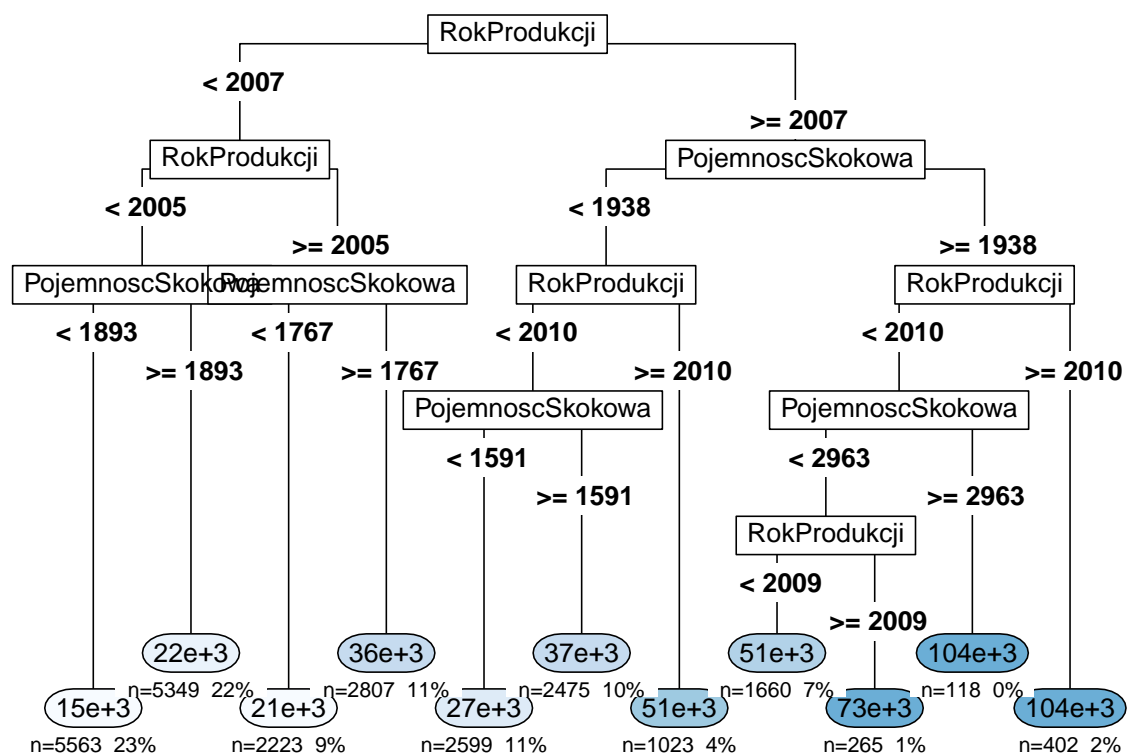 RokProdukcji
< 2007
>= 2007
RokProdukcji
PojemnoscSkokowa
< 2005
< 1938
>= 2005
>= 1938
PojemnoscSkokowa
PojemnoscSkokowa
RokProdukcji
RokProdukcji
< 1893
< 1767
< 2010
< 2010
>= 1893
>= 1767
>= 2010
>= 2010
PojemnoscSkokowa
PojemnoscSkokowa
< 1591
< 2963
>= 1591
>= 2963
RokProdukcji
< 2009
>= 2009
22e+3
36e+3
37e+3
51e+3
104e+3
n=5349 22%
n=2807 11%
n=2475 10%
n=1660 7%
n=118 0%
15e+3
21e+3
27e+3
51e+3
73e+3
104e+3
n=5563 23%
n=2223 9%
n=2599 11%
n=1023 4%
n=265 1%
n=402 2%